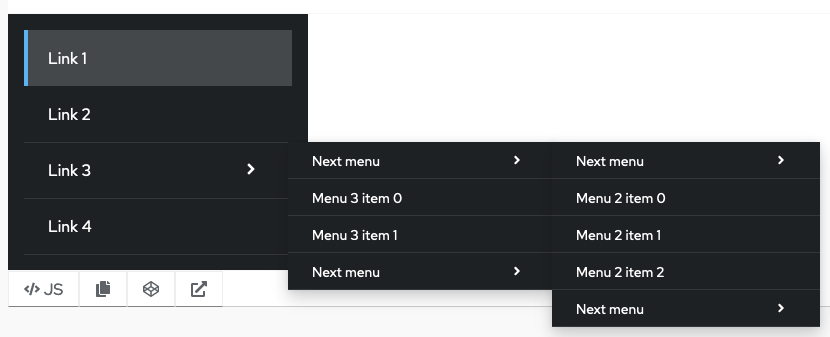 Link 1
Link 2
Link 3
Link 4
Next menu
Menu 3 item 0
Menu 3 item 1
Next menu
Next menu
Menu 2 item 0
Menu 2 item 1
Menu 2 item 2
Next menu
JS